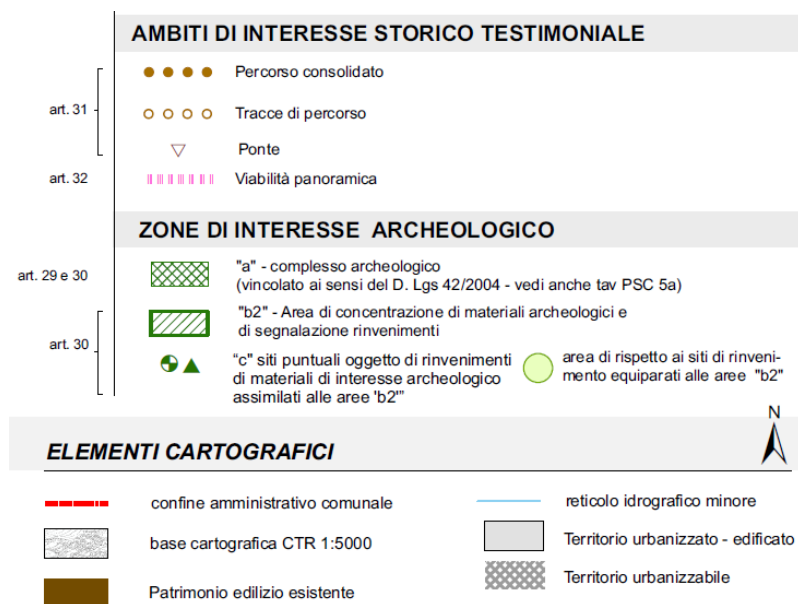 AMBITI DI INTERESSE STORICO TESTIMONIALE
art. 31
Percorso consolidato
Tracce di percorso
Ponte
art. 32
Viabilità panoramica
ZONE DI INTERESSE ARCHEOLOGICO
art. 29 e 30
"a" - complesso archeologico
(vincolato ai sensi del D. Lgs 42/2004 - vedi anche tav PSC 5a)
art. 30
"b2" - Area di concentrazione di materiali archeologici e
di segnalazione rinvenimenti
"c" siti puntuali oggetto di rinvenimenti
di materiali di interesse archeologico
assimilati alle aree 'b2'"
area di rispetto ai siti di rinveni-
mento equiparati alle aree "b2"
N
ELEMENTI CARTOGRAFICI
confine amministrativo comunale
base cartografica CTR 1:5000
Patrimonio edilizio esistente
reticolo idrografico minore
Territorio urbanizzato - edificato
Territorio urbanizzabile